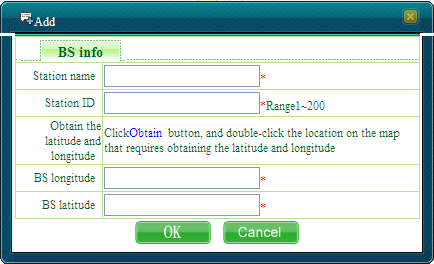 Add
BS info
Station name *
Station ID *Range1~200
Obtain the
latitude and
longitude
ClickObtain button, and double-click the location on the map
that requires obtaining the latitude and longitude
BS longitude *
BS latitude *
OK Cancel